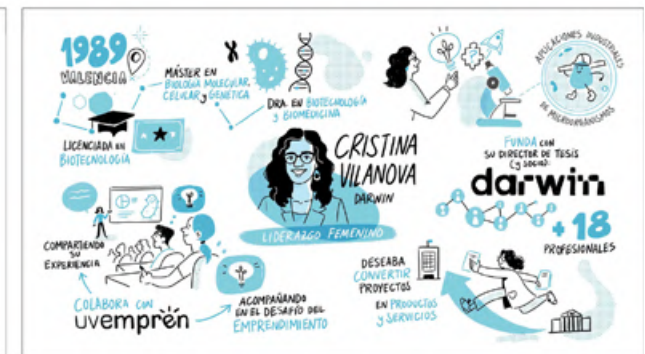 1989
VALENCIA
LICENCIADA EN
BIOTECNOLOGÍA
MÁSTER EN
BIOLOGÍA MOLECULAR,
CELULAR y GENÉTICA
DRA. EN BIOTECNOLOGÍA
y BIOMEDICINA
APLICACIONES INDUSTRIALES
DE MICROORGANISMOS
CRISTINA
VILANOVA
DARWIN
LIDERAZGO FEMENINO
FUNDA CON
SU DIRECTOR DE TESIS
(y SOCIO):
darwin
+ 18
PROFESIONALES
DESEABA
CONVERTIR
PROYECTOS
EN PRODUCTOS
y SERVICIOS
COMPARTIENDO
SU
EXPERIENCIA
COLABORA CON
uvemprén
ACOMPAÑANDO
EN EL DESAFÍO DEL
EMPRENDIMIENTO